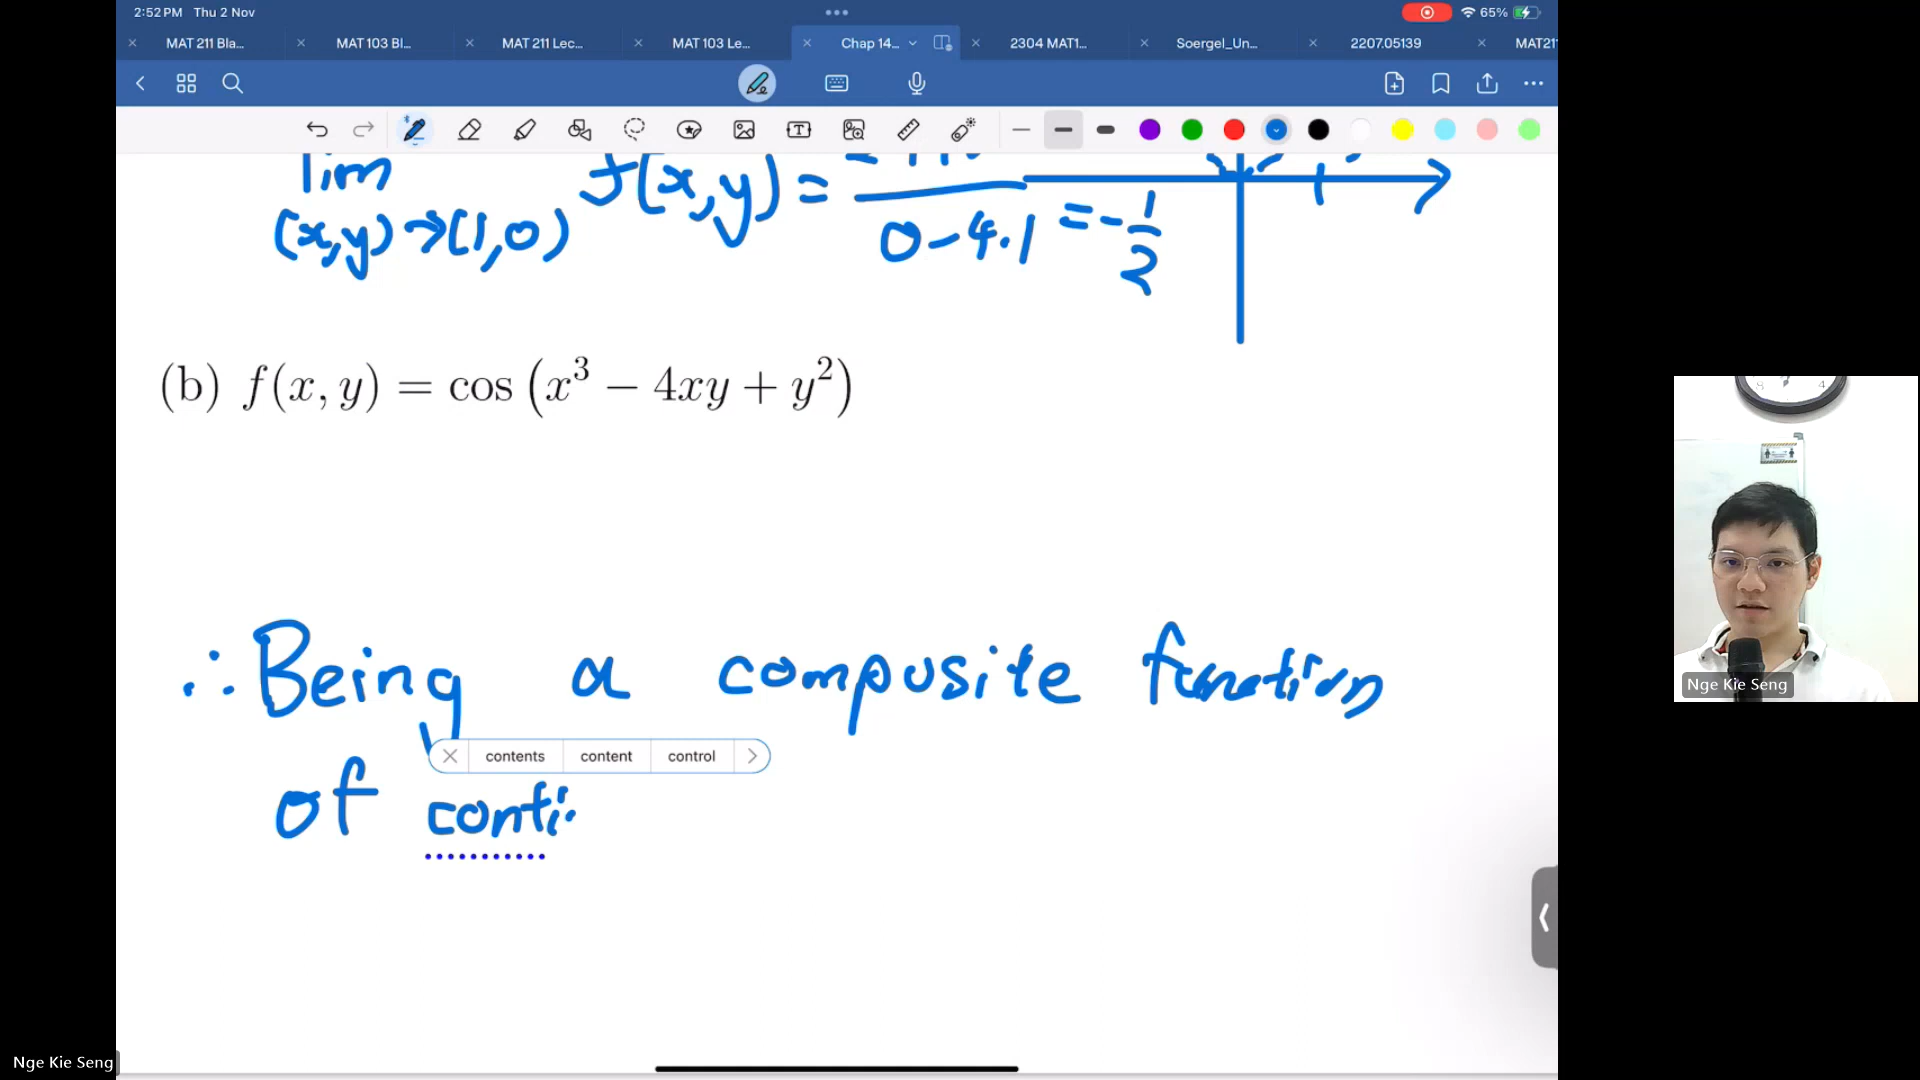 2:52 PM Thu 2 Nov
65%
MAT 211 Bla...
MAT 103 Bl...
MAT 211 Lec...
MAT 103 Le...
Chap 14...
2304 MAT1...
Soergel_Un...
2207.05139
MAT21
lim f(x,y) =
(x,y)→(1,0)
0-4.1 = -1/2
(b) f(x, y) = cos (x³ − 4xy + y²)
∴ Being a composite function
contents content control
of conti
Nge Kie Seng
Nge Kie Seng